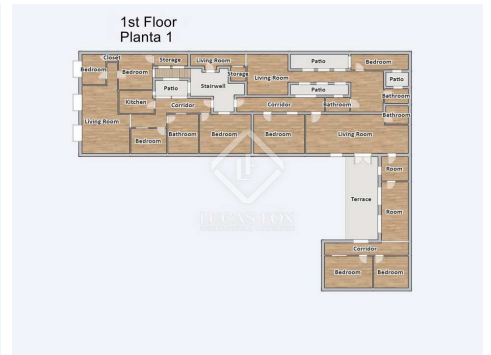 1st Floor
Planta 1
Closet
Storage
Living Room
Patio
Bedroom
Bedroom
Bedroom
Storage
Stairwell
Living Room
Patio
Patio
Patio
Kitchen
Corridor
Corridor
Bathroom
Bathroom
Bathroom
Living Room
Bedroom
Bathroom
Bedroom
Bedroom
Living Room
Room
Terrace
Room
LUCAS FOX
Corridor
Bedroom
Bedroom